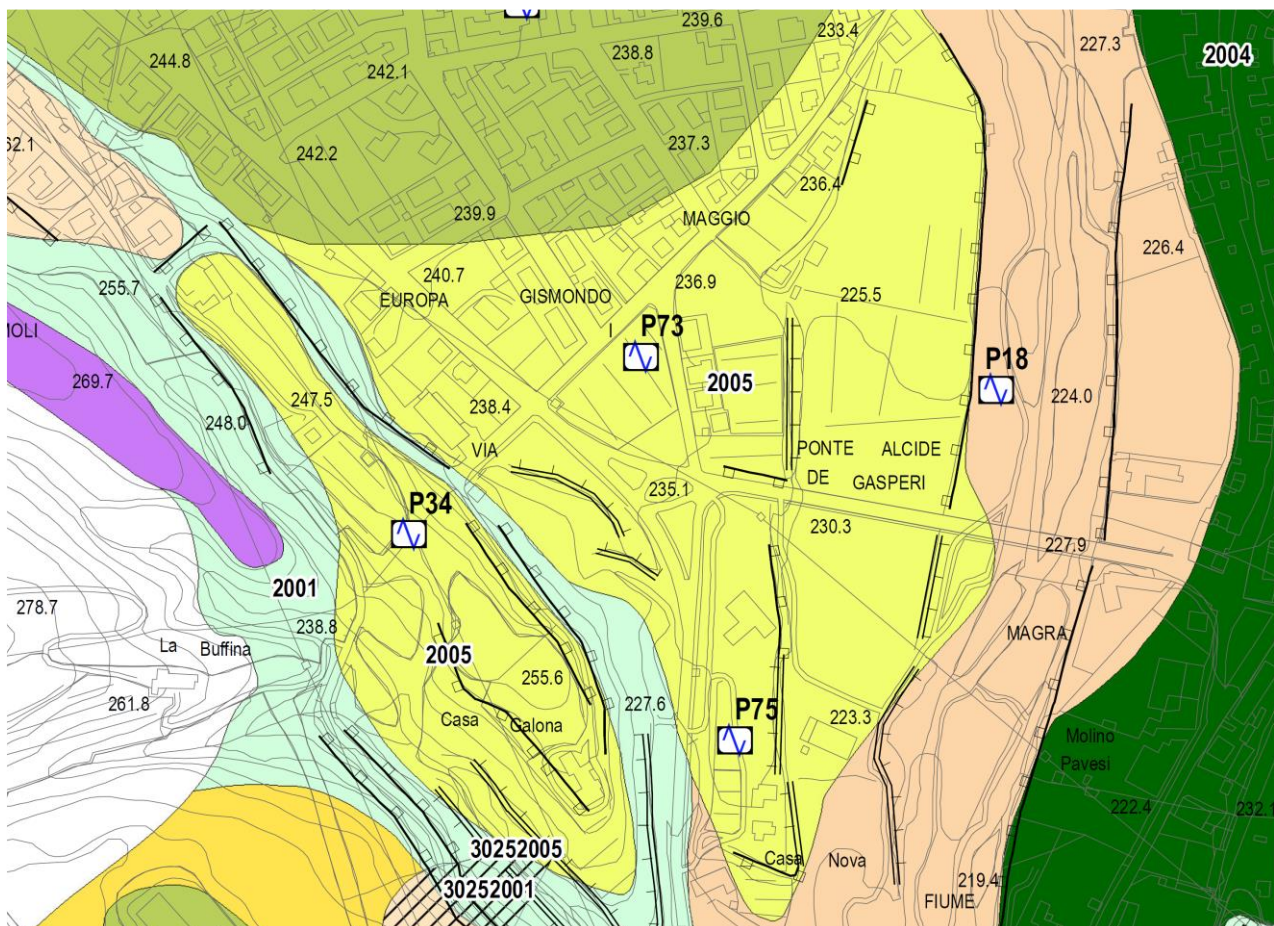 239.6
233.4
227.3
2004
244.8
238.8
242.1
237.3
62.1
242.2
236.4
239.9
MAGGIO
226.4
255.7
240.7
236.9
225.5
EUROPA
GISMONDO
I
P73
MOLI
P18
269.7
2005
247.5
238.4
224.0
248.0
VIA
PONTE ALCIDE
DE GASPERI
235.1
P34
230.3
227.9
2001
278.7
238.8
MAGRA
La Buffina
2005
255.6
261.8
227.6
P75
223.3
Casa Galona
Molino
Pavesi
222.4
232.1
30252005
Casa Nova
30252001
219.4
FIUME